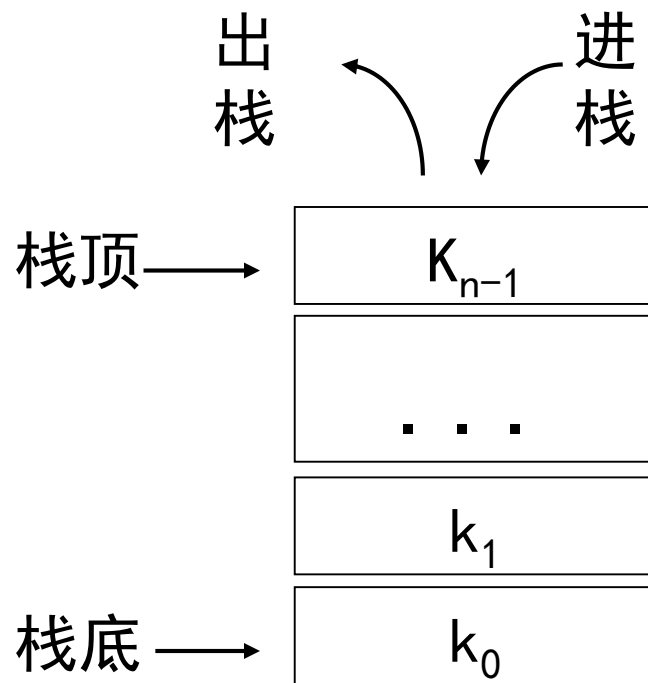 出栈
进栈
栈顶
K_{n-1}
. . .
k_1
栈底
k_0